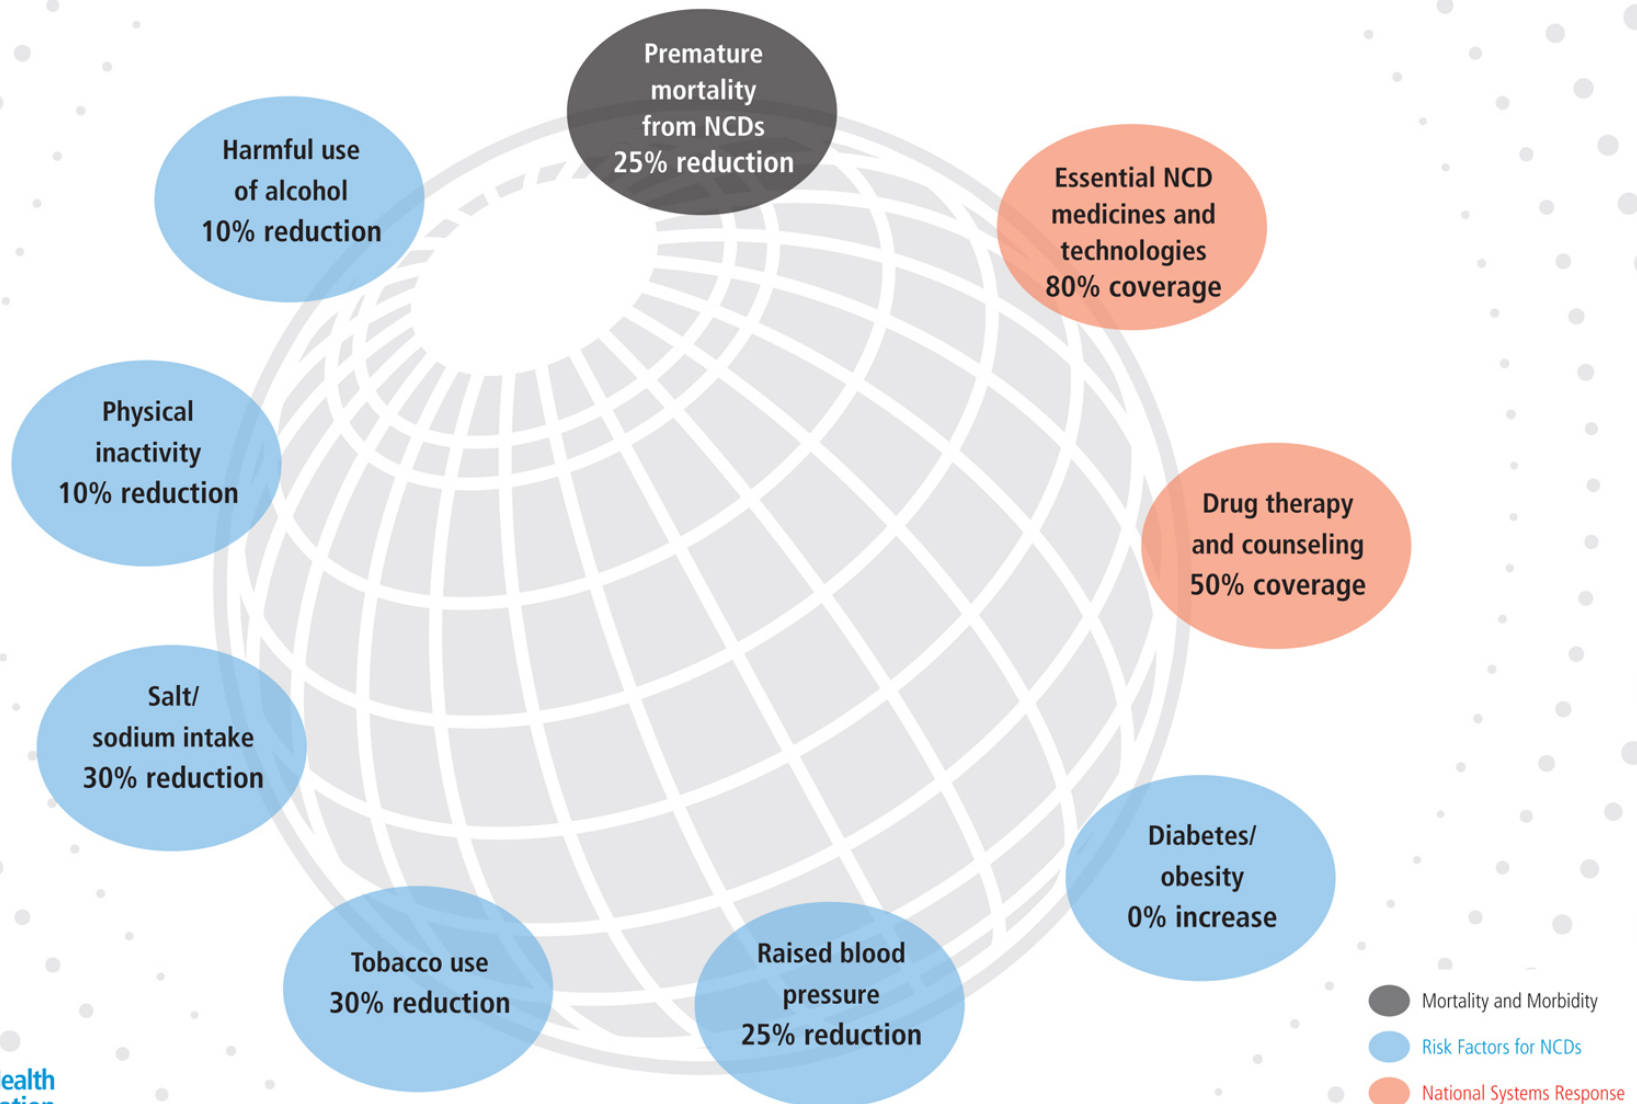 Premature
mortality
from NCDs
25% reduction
Harmful use
of alcohol
10% reduction
Essential NCD
medicines and
technologies
80% coverage
Physical
inactivity
10% reduction
Drug therapy
and counseling
50% coverage
Salt/
sodium intake
30% reduction
Diabetes/
obesity
0% increase
Tobacco use
30% reduction
Raised blood
pressure
25% reduction
Mortality and Morbidity
Risk Factors for NCDs
National Systems Response